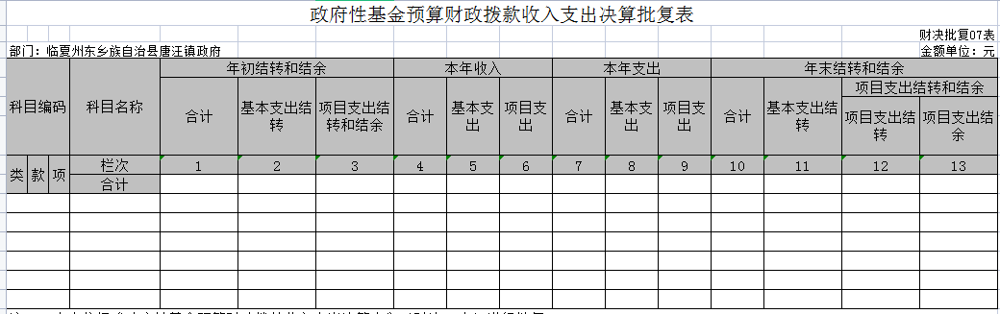 政府性基金预算财政拨款收入支出决算批复表
财决批复07表
部门：临夏州东乡族自治县唐汪镇政府 金额单位：元
科目编码 科目名称 年初结转和结余 本年收入 本年支出 年末结转和结余
合计 基本支出结转 项目支出结转和结余 合计 基本支出 项目支出 合计 基本支出 项目支出 合计 基本支出结转 项目支出结转和结余
项目支出结转 项目支出结余
类 款 项 栏次 1 2 3 4 5 6 7 8 9 10 11 12 13
合计